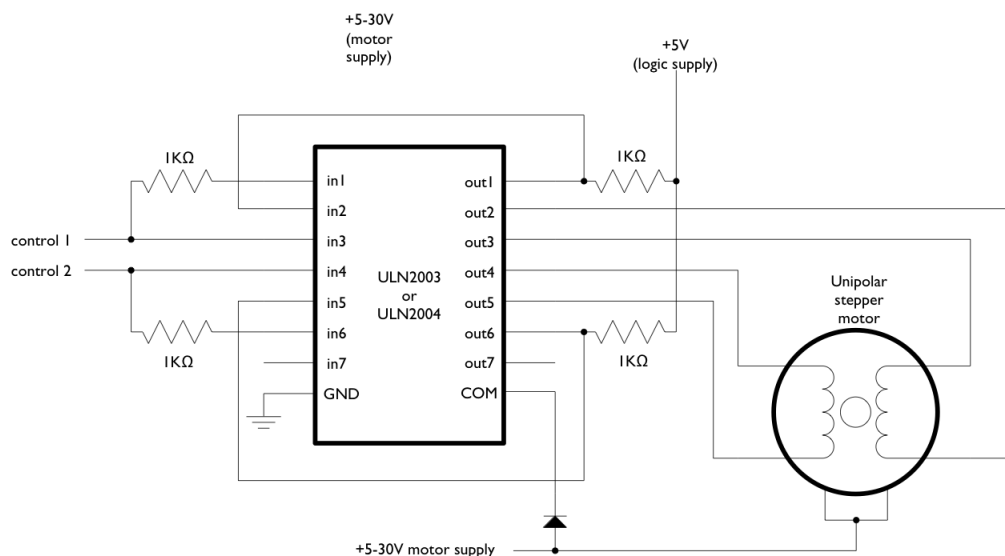 +5-30V
(motor
supply)
+5V
(logic supply)
1KΩ
1KΩ
in1
out1
in2
out2
control 1
in3
out3
control 2
in4
out4
ULN2003
or
ULN2004
in5
out5
in6
out6
1KΩ
1KΩ
in7
out7
GND
COM
Unipolar
stepper
motor
+5-30V motor supply